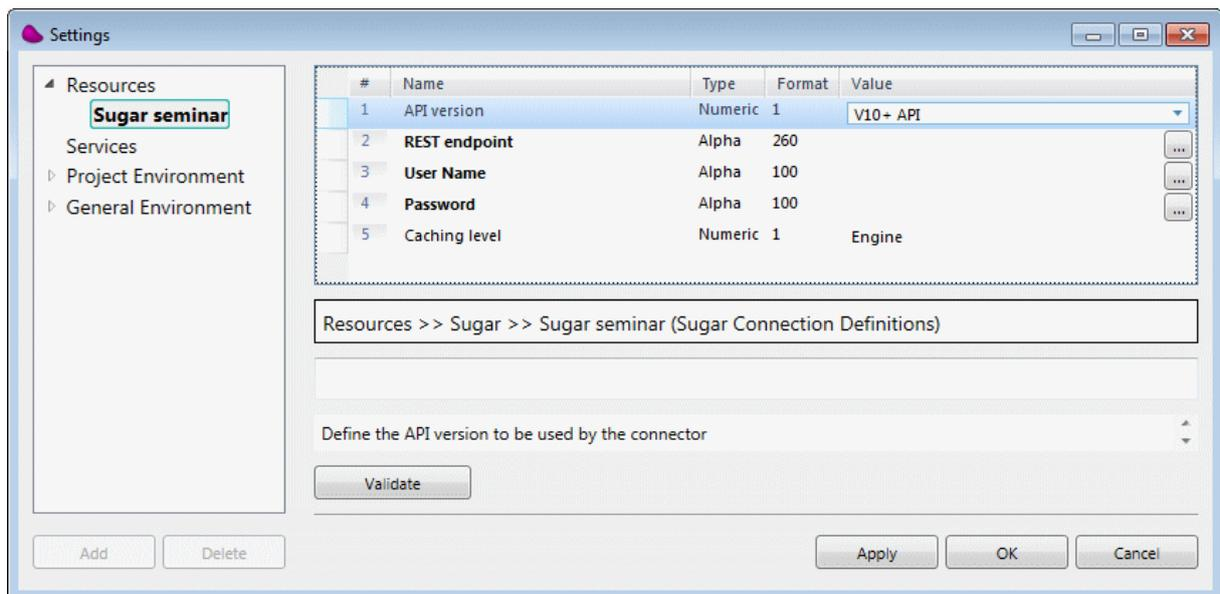 Settings
Resources
Sugar seminar
Services
Project Environment
General Environment
# Name Type Format Value
1 API version Numeric 1 V10+ API
2 REST endpoint Alpha 260 ...
3 User Name Alpha 100 ...
4 Password Alpha 100 ...
5 Caching level Numeric 1 Engine
Resources >> Sugar >> Sugar seminar (Sugar Connection Definitions)
Define the API version to be used by the connector
Validate
Add Delete Apply OK Cancel